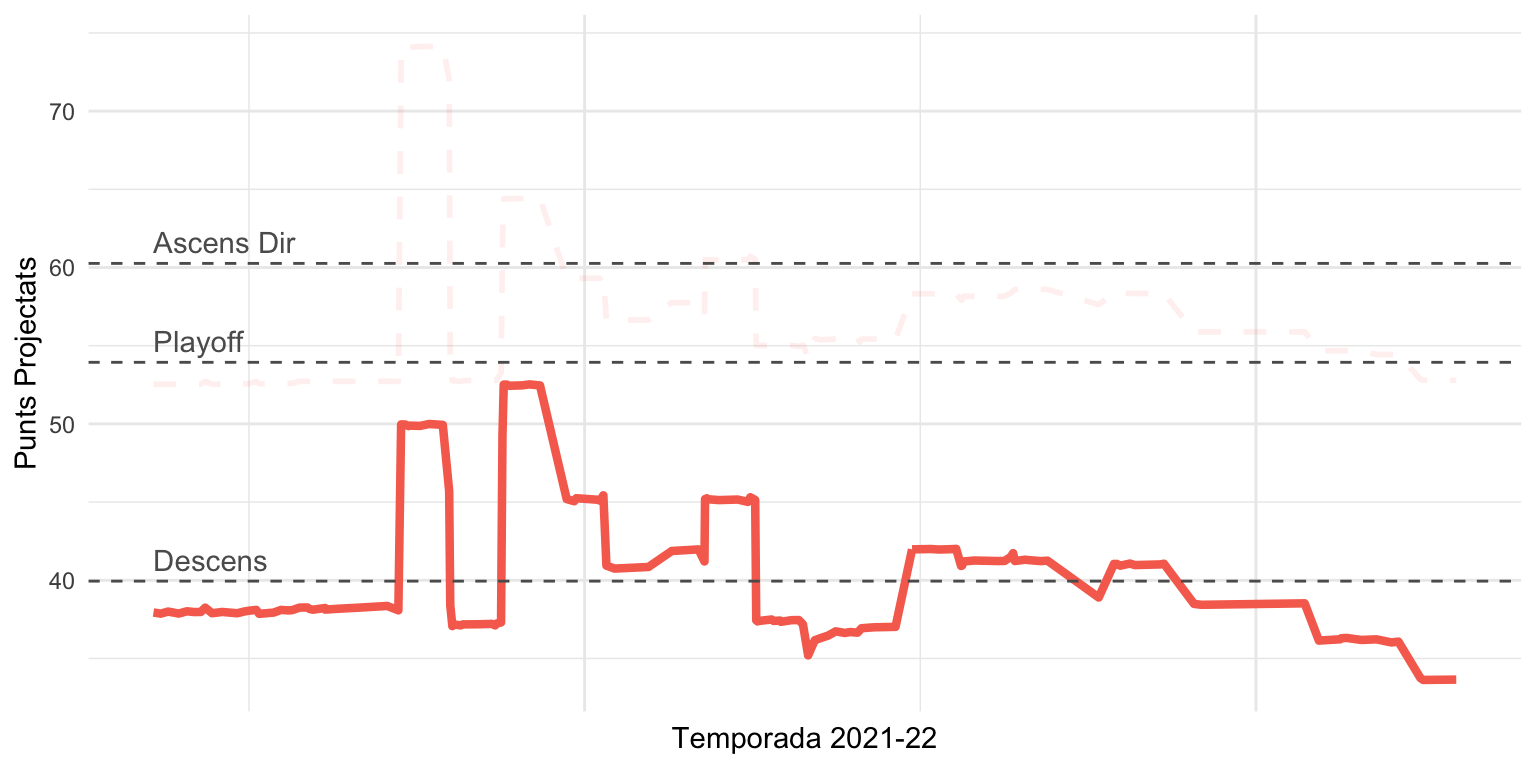 70
60
50
40
Punts Projectats
Ascens Dir
Playoff
Descens
Temporada 2021-22